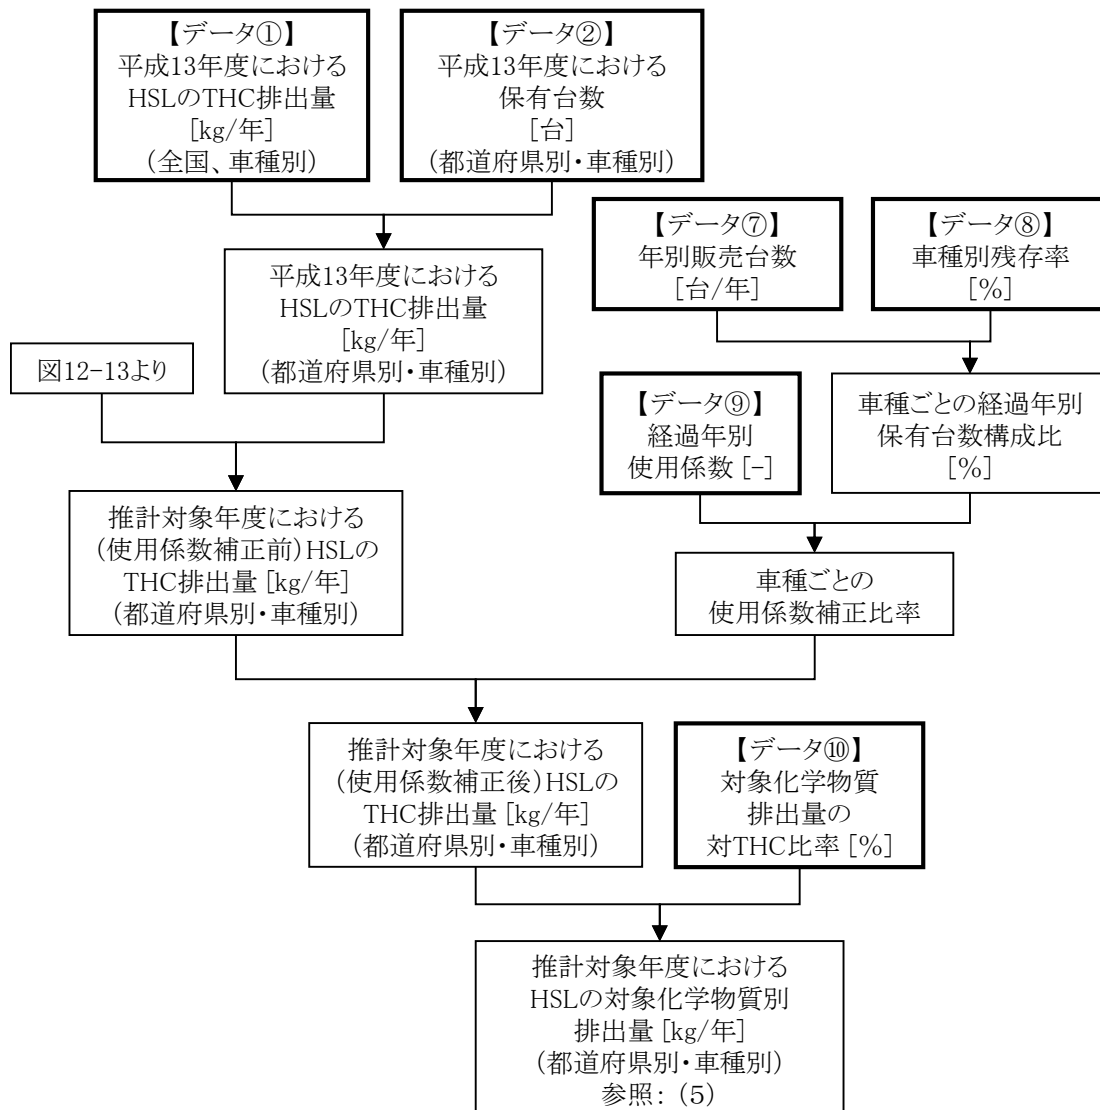 【データ①】
平成13年度における
HSLのTHC排出量
[kg/年]
(全国、車種別)
【データ②】
平成13年度における
保有台数
[台]
(都道府県別・車種別)
【データ⑦】
年別販売台数
[台/年]
【データ⑧】
車種別残存率
[%]
平成13年度における
HSLのTHC排出量
[kg/年]
(都道府県別・車種別)
図12-13より
【データ⑨】
経過年別
使用係数 [-]
車種ごとの経過年別
保有台数構成比
[%]
推計対象年度における
(使用係数補正前)HSLの
THC排出量 [kg/年]
(都道府県別・車種別)
車種ごとの
使用係数補正比率
推計対象年度における
(使用係数補正後)HSLの
THC排出量 [kg/年]
(都道府県別・車種別)
【データ⑩】
対象化学物質
排出量の
対THC比率 [%]
推計対象年度における
HSLの対象化学物質別
排出量 [kg/年]
(都道府県別・車種別)
参照: (5)